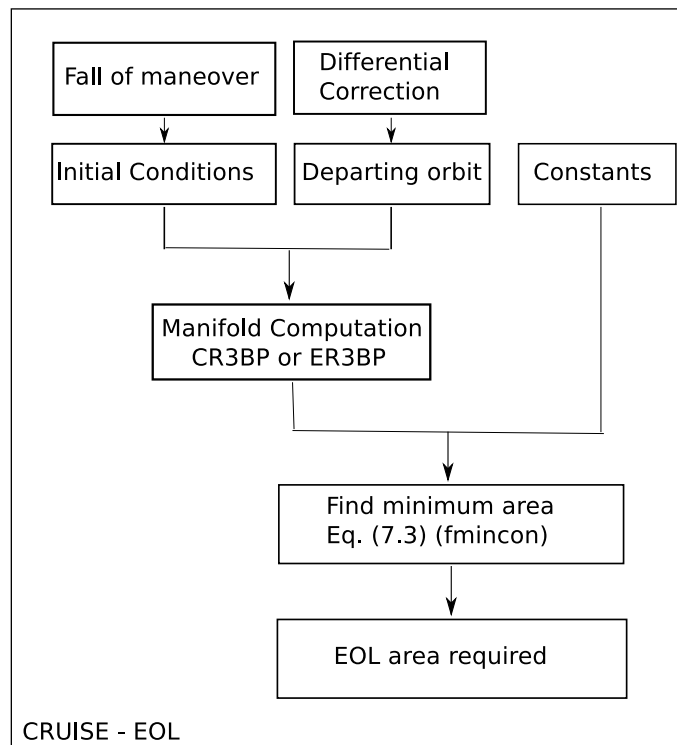 Fall of maneover
Differential
Correction
Initial Conditions
Departing orbit
Constants
Manifold Computation
CR3BP or ER3BP
Find minimum area
Eq. (7.3) (fmincon)
EOL area required
CRUISE - EOL